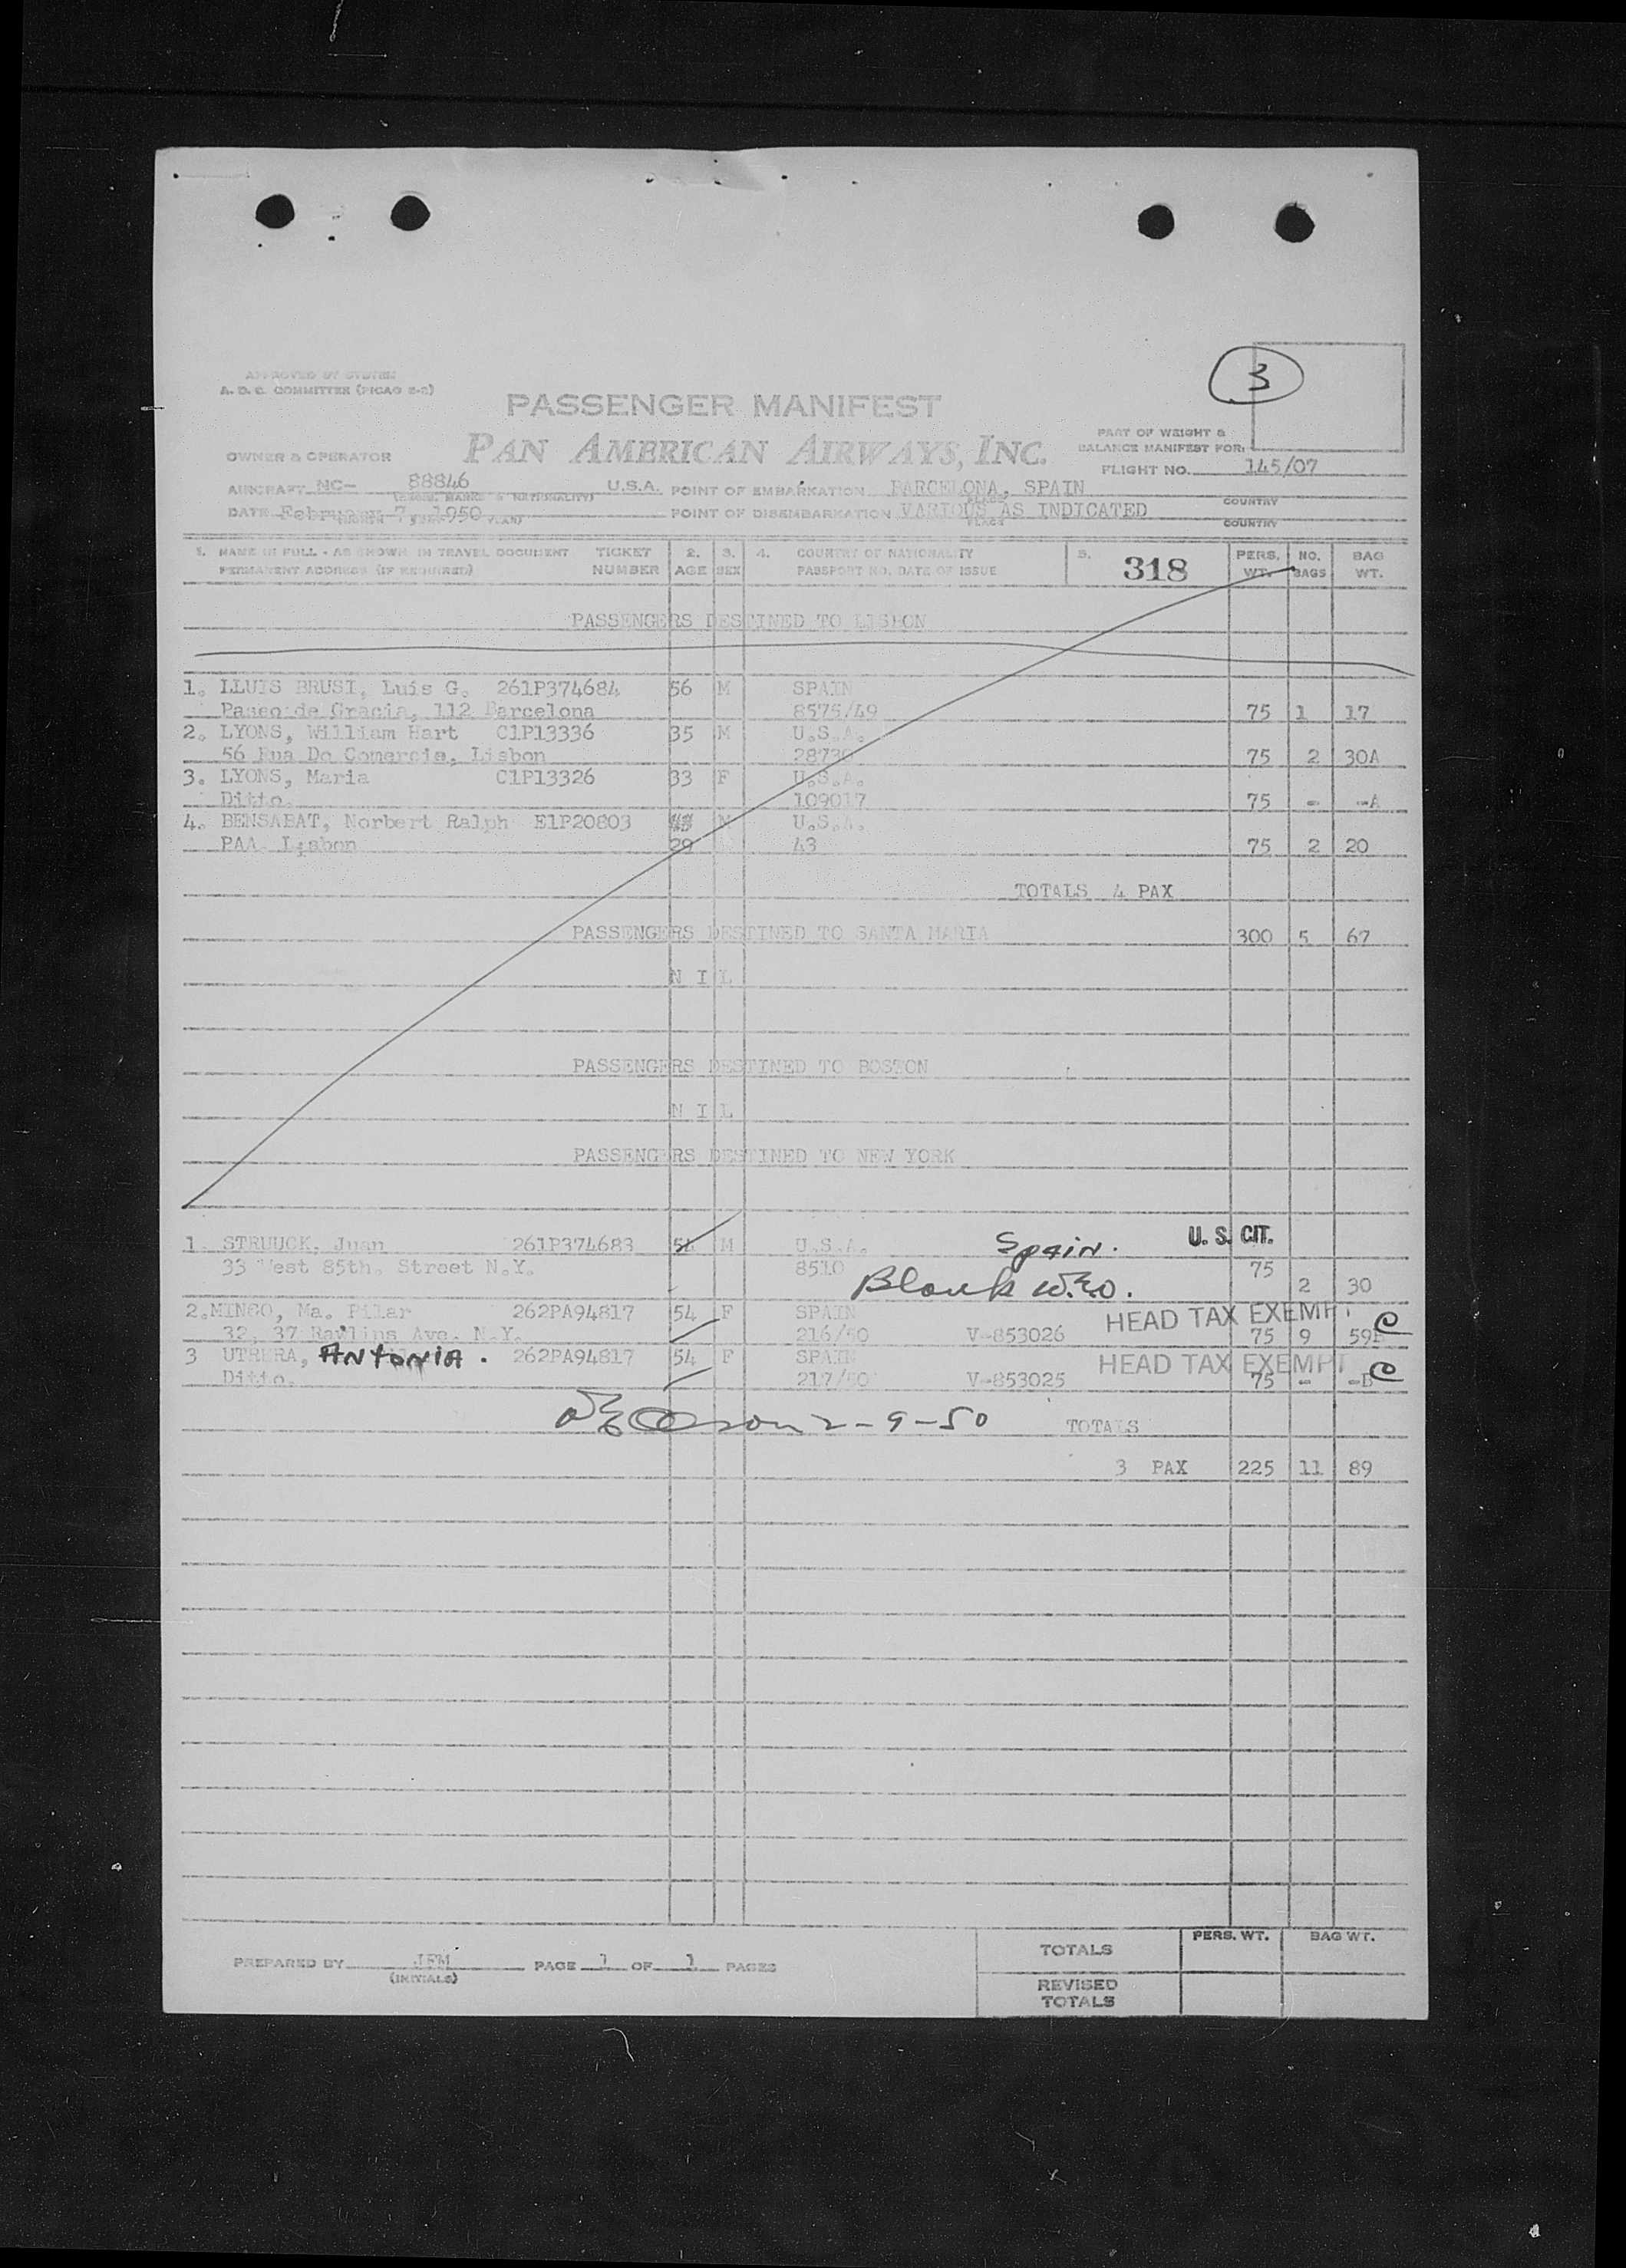 APPROVED BY SYSTEM
A. D. C. COMMITTEE (PICAO E-2)
3
PASSENGER MANIFEST
PAN AMERICAN AIRWAYS, INC.
PART OF WEIGHT &
BALANCE MANIFEST FOR:
OWNER & OPERATOR
FLIGHT NO. 145/07
AIRCRAFT NC- 88846 U.S.A. POINT OF EMBARKATION BARCELONA, SPAIN
MARKS & NATIONALITY) PLACE COUNTRY
DATE February 7, 1950 POINT OF DISEMBARKATION VARIOUS AS INDICATED
PLACE COUNTRY
1. NAME IN FULL - AS SHOWN IN TRAVEL DOCUMENT TICKET 2. 3. 4. COUNTRY OF NATIONALITY 5. 318 PERS. NO. BAG
PERMANENT ADDRESS (IF REQUIRED) NUMBER AGE SEX PASSPORT NO. DATE OF ISSUE WT. BAGS WT.
PASSENGERS DESTINED TO LISBON
1. LLUIS BRUSI, Luis G. 261P374684 56 M SPAIN
Paseo de Gracia, 112 Barcelona 8575/49 75 1 17
2. LYONS, William Hart C1P13336 35 M U.S.A.
56 Rua Do Comercio, Lisbon 75 2 30A
3. LYONS, Maria C1P13326 33 F U.S.A.
Ditto. 109017 75 - -A
4. BENSABAT, Norbert Ralph E1P20803 M U.S.A.
PAA Lisbon 29 43 75 2 20
TOTALS 4 PAX
PASSENGERS DESTINED TO SANTA MARIA 300 5 67
N I L
PASSENGERS DESTINED TO BOSTON
N I L
PASSENGERS DESTINED TO NEW YORK
1. STRUUCK, Juan 261P374683 54 M U.S.A. Spain. U. S. CIT.
33 West 85th. Street N.Y. 8510 75
Blank W.E.O. 2 30
2. MINGO, Ma. Pilar 262PA94817 54 F SPAIN HEAD TAX EXEMPT C
32, 37 Rawlins Ave. N.Y. 216/50 V-853026 75 9 59B
3 UTRERA, ANTONIA. 262PA94817 54 F SPAIN HEAD TAX EXEMPT C
Ditto. 217/50 V-853025 75 - -B
2-9-50 TOTALS
3 PAX 225 11 89
PERS. WT. BAG WT.
TOTALS
PREPARED BY JFM PAGE 1 OF 1 PAGES
(INITIALS)
REVISED
TOTALS